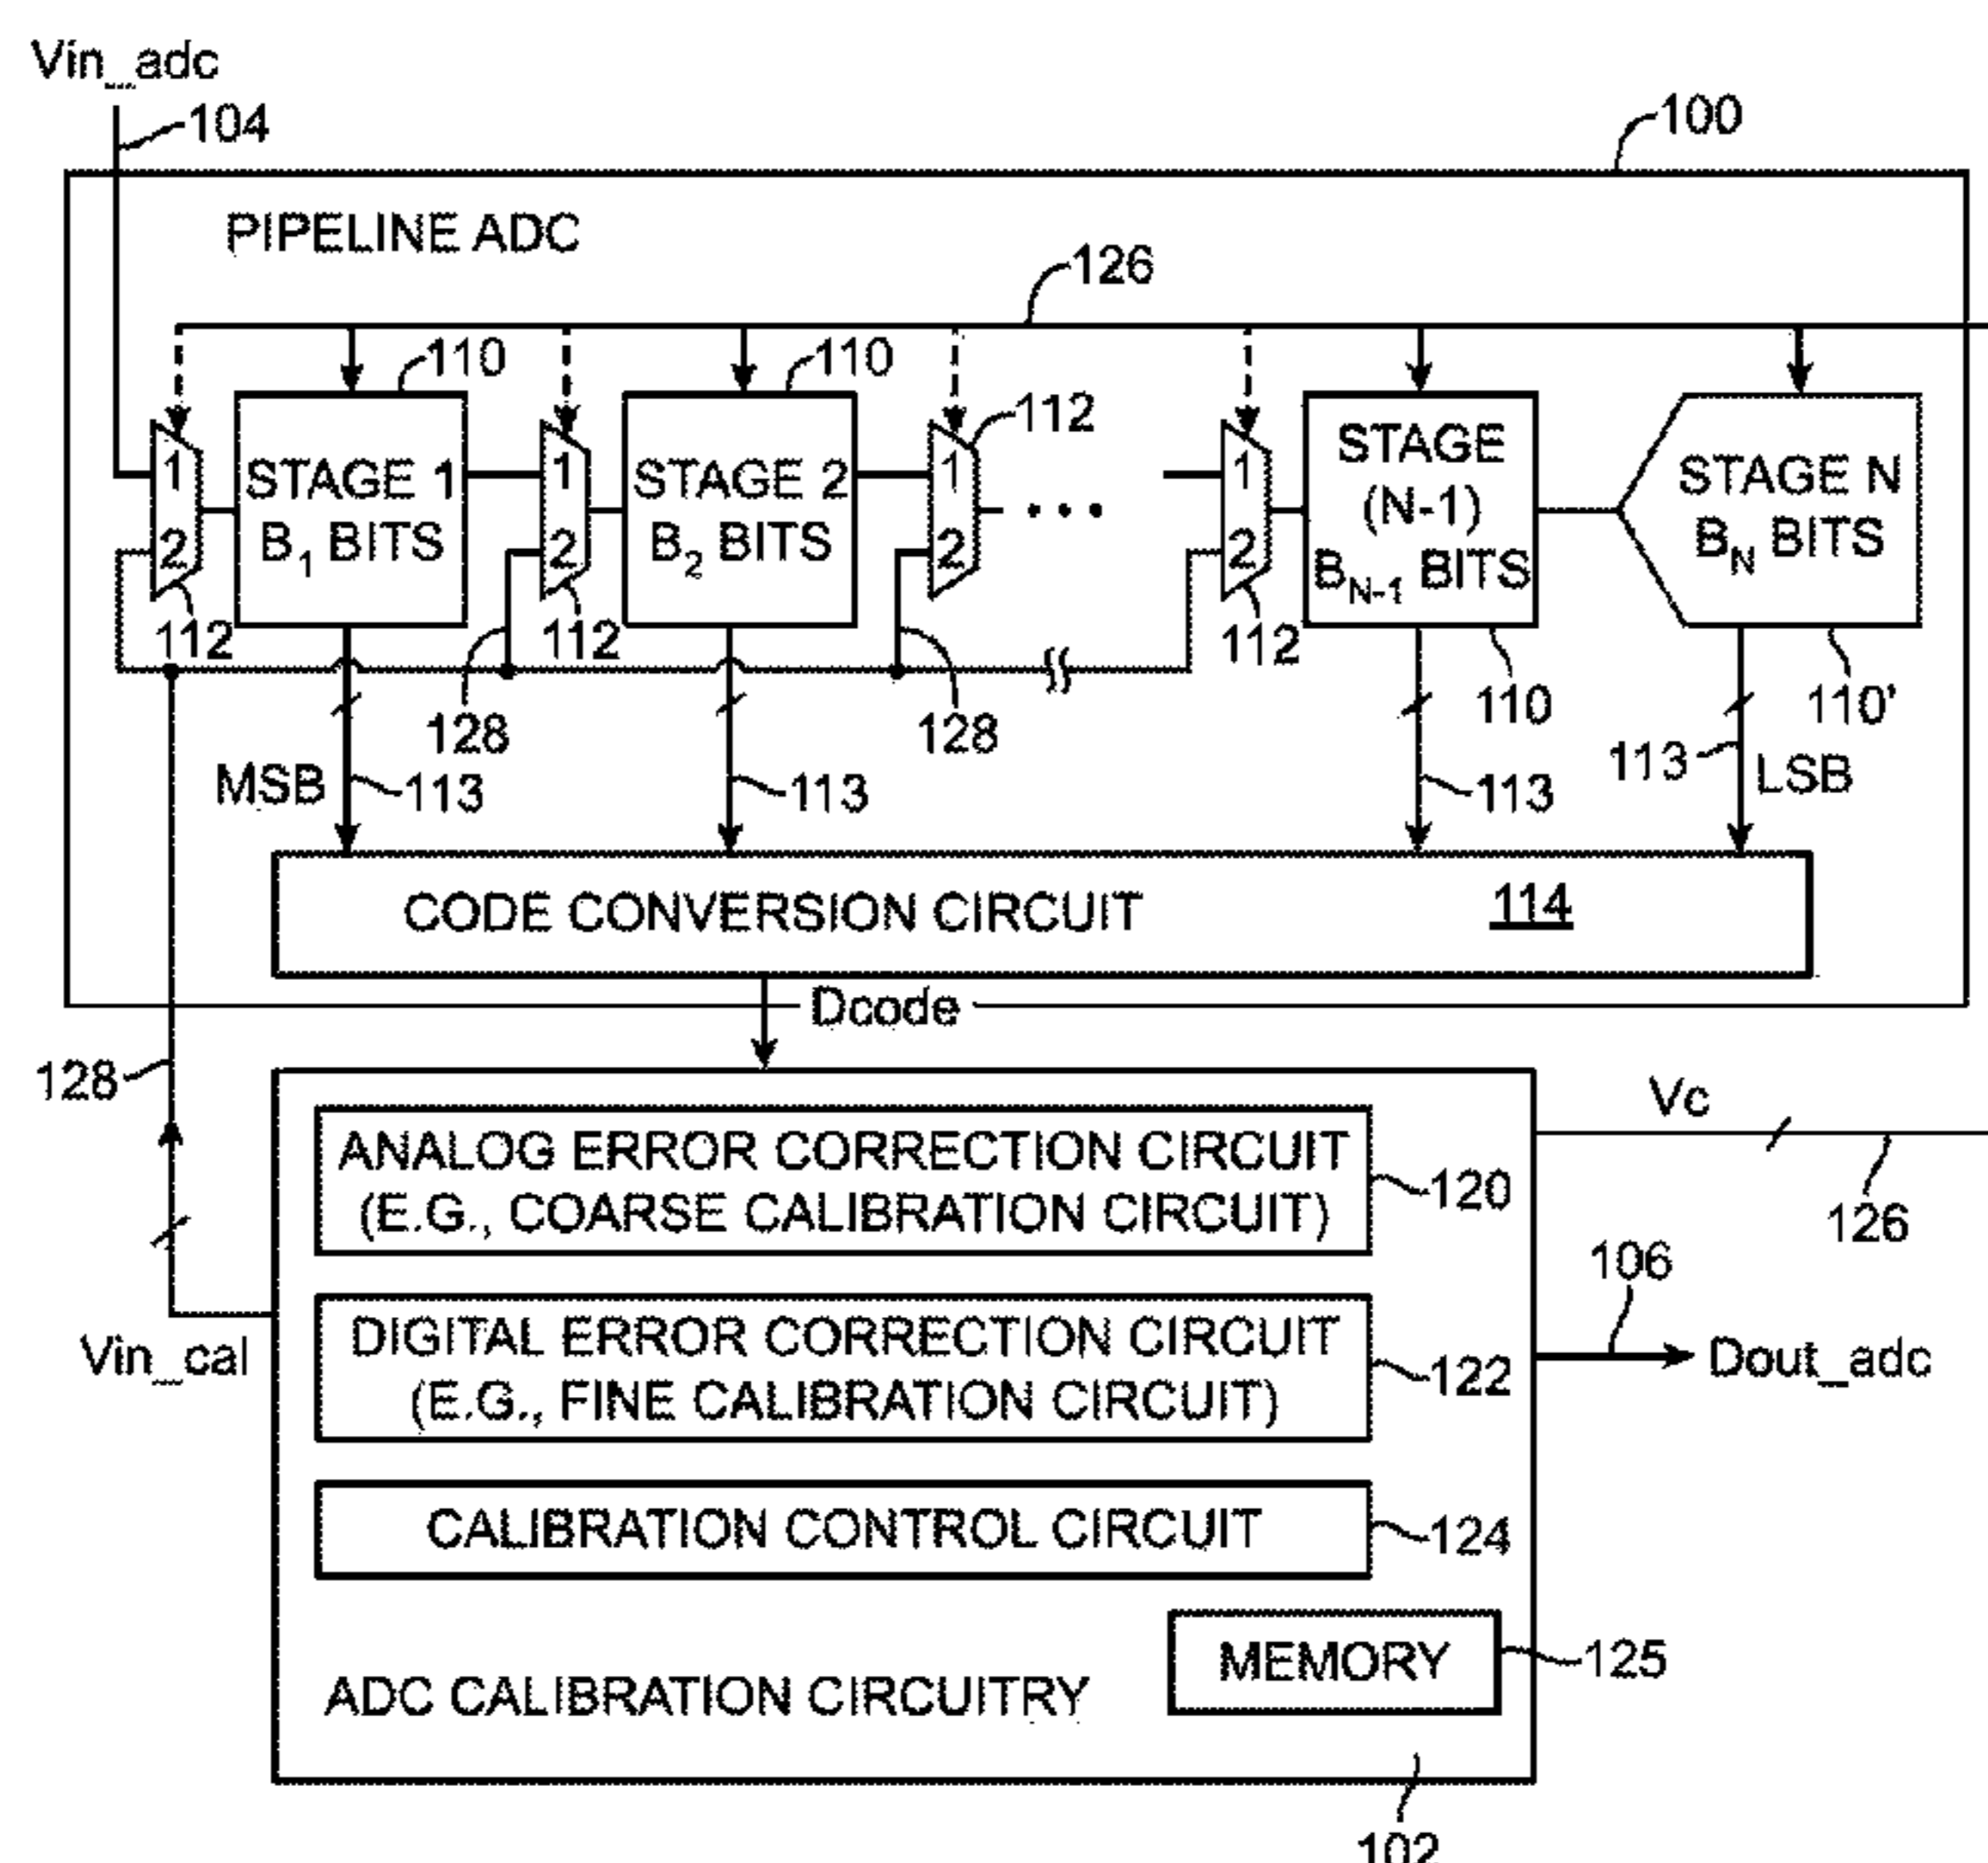 Vin_adc
104
100
PIPELINE ADC
126
110
110
112
1
2
STAGE 1
B1 BITS
1
2
STAGE 2
B2 BITS
1
2
1
2
STAGE
(N-1)
BN-1 BITS
STAGE N
BN BITS
112
112
112
128
128
110
110'
MSB
113
113
113
113
LSB
CODE CONVERSION CIRCUIT
114
Dcode
128
Vc
126
ANALOG ERROR CORRECTION CIRCUIT
(E.G., COARSE CALIBRATION CIRCUIT)
120
106
Vin_cal
DIGITAL ERROR CORRECTION CIRCUIT
(E.G., FINE CALIBRATION CIRCUIT)
122
Dout_adc
CALIBRATION CONTROL CIRCUIT
124
MEMORY
125
ADC CALIBRATION CIRCUITRY
102